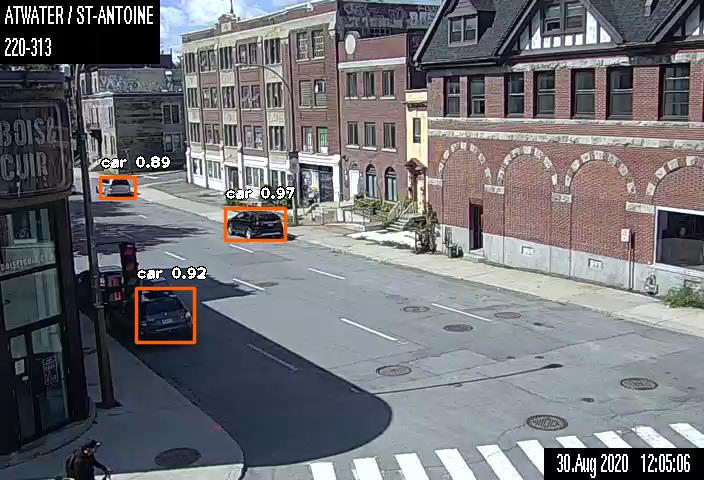 ATWATER / ST-ANTOINE
220-313
BOIS &
CUIR
car 0.89
car 0.97
car 0.92
30.Aug 2020 12:05:06